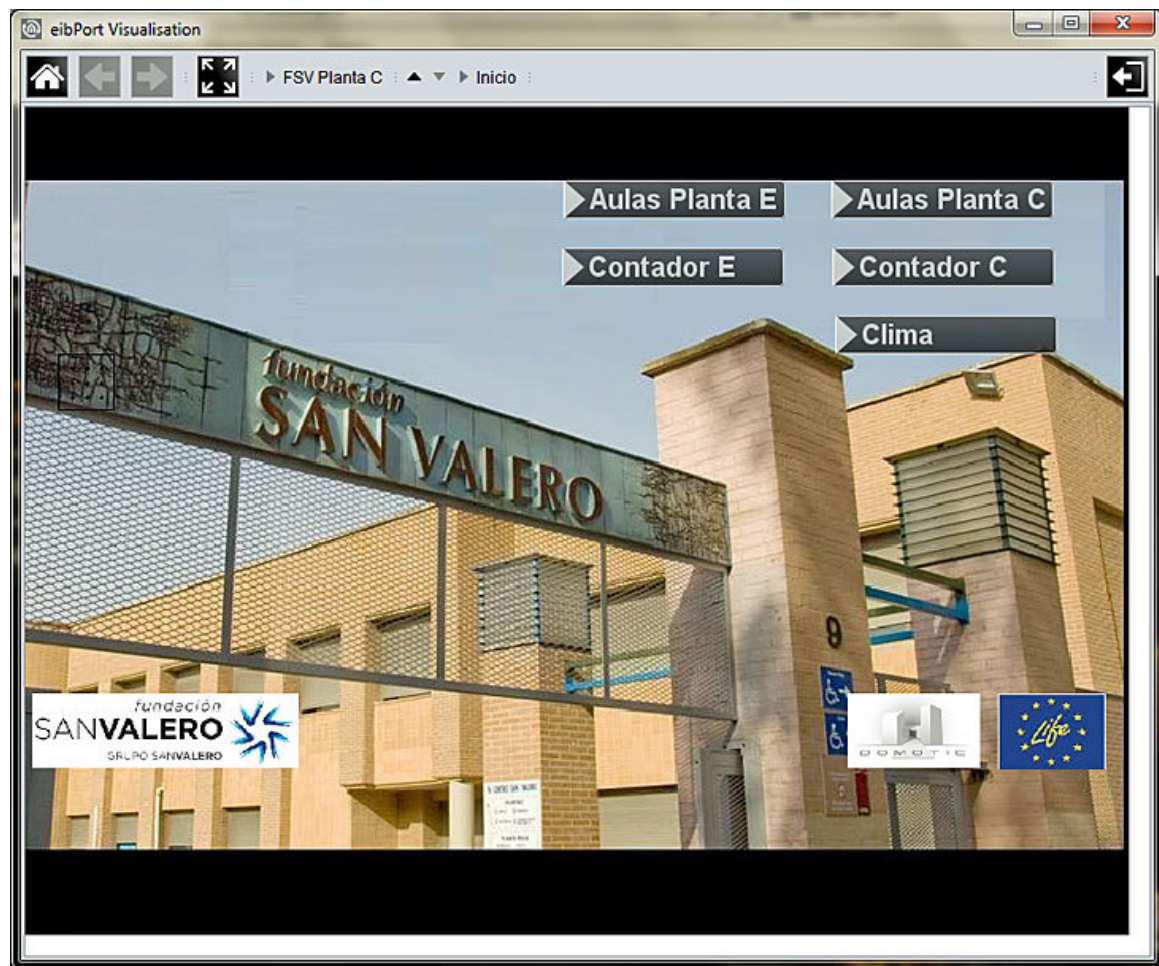 eibPort Visualisation
FSV Planta C
Inicio
Aulas Planta E
Aulas Planta C
Contador E
Contador C
Clima
fundación
SAN VALERO
9
fundación
SANVALERO
GRUPO SANVALERO
DOMOTIC
Life